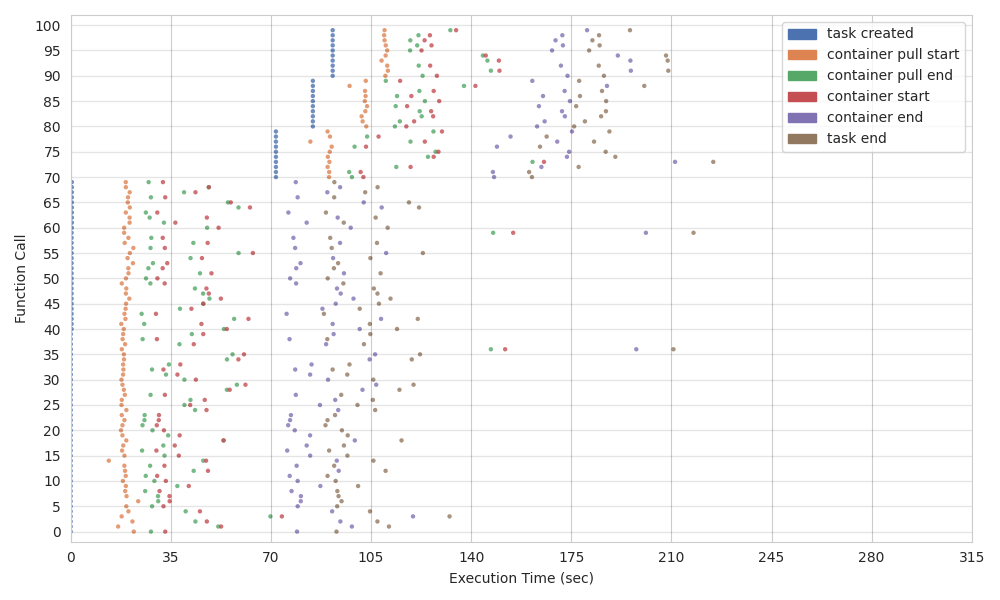 100
95
90
85
80
75
70
65
60
55
50
45
40
35
30
25
20
15
10
5
0
Function Call
0 35 70 105 140 175 210 245 280 315
Execution Time (sec)
task created
container pull start
container pull end
container start
container end
task end